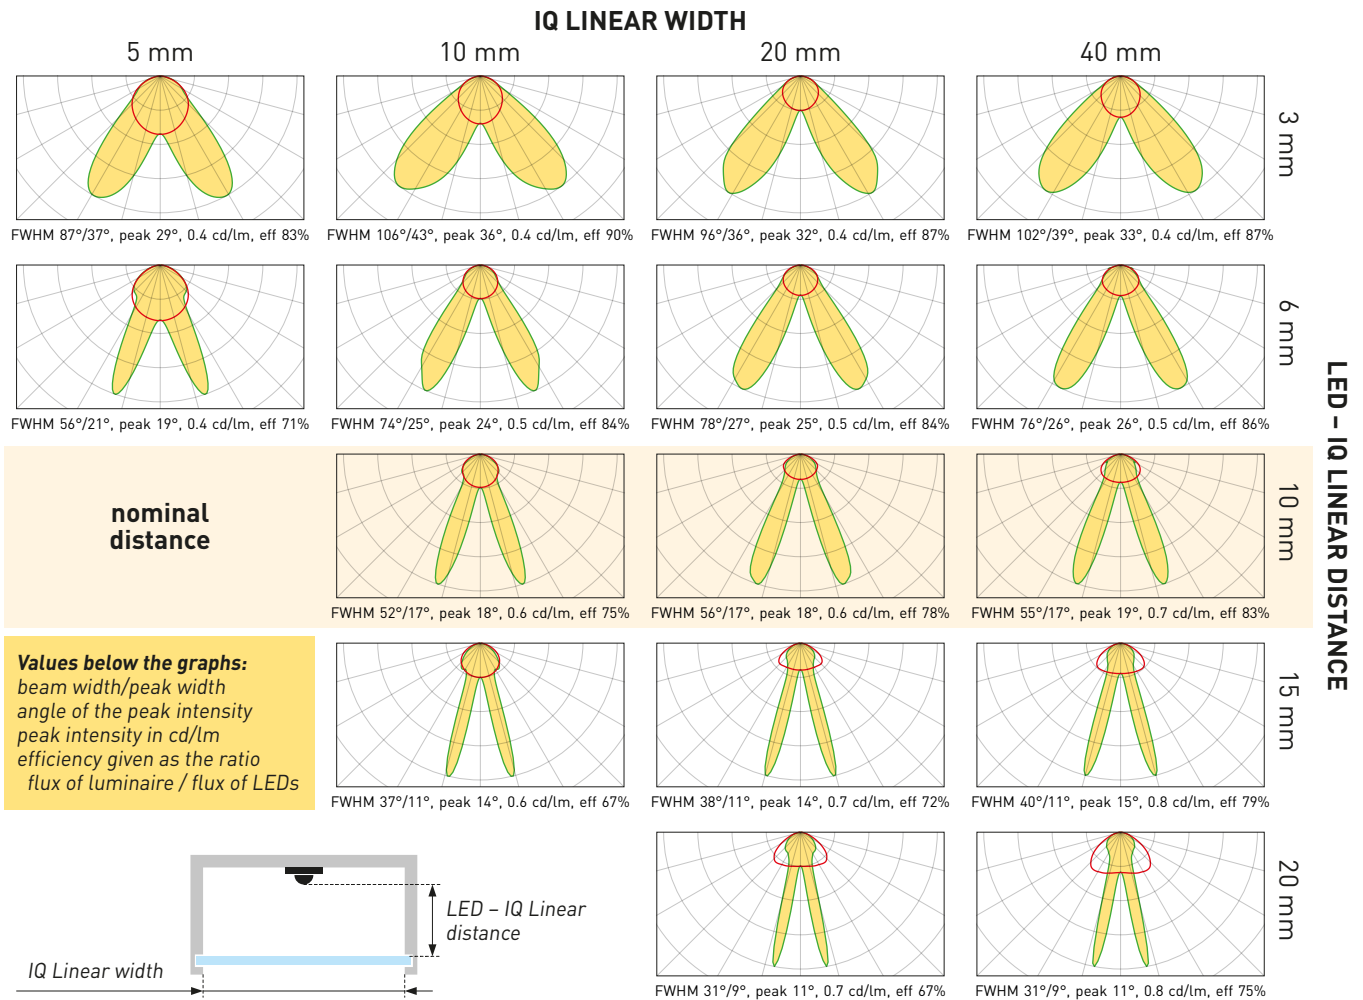 IQ LINEAR WIDTH
5 mm
10 mm
20 mm
40 mm
FWHM 87°/37°, peak 29°, 0.4 cd/lm, eff 83%
FWHM 106°/43°, peak 36°, 0.4 cd/lm, eff 90%
FWHM 96°/36°, peak 32°, 0.4 cd/lm, eff 87%
FWHM 102°/39°, peak 33°, 0.4 cd/lm, eff 87%
3 mm
FWHM 56°/21°, peak 19°, 0.4 cd/lm, eff 71%
FWHM 74°/25°, peak 24°, 0.5 cd/lm, eff 84%
FWHM 78°/27°, peak 25°, 0.5 cd/lm, eff 84%
FWHM 76°/26°, peak 26°, 0.5 cd/lm, eff 86%
6 mm
nominal
distance
FWHM 52°/17°, peak 18°, 0.6 cd/lm, eff 75%
FWHM 56°/17°, peak 18°, 0.6 cd/lm, eff 78%
FWHM 55°/17°, peak 19°, 0.7 cd/lm, eff 83%
10 mm
LED – IQ LINEAR DISTANCE
Values below the graphs:
beam width/peak width
angle of the peak intensity
peak intensity in cd/lm
efficiency given as the ratio
flux of luminaire / flux of LEDs
FWHM 37°/11°, peak 14°, 0.6 cd/lm, eff 67%
FWHM 38°/11°, peak 14°, 0.7 cd/lm, eff 72%
FWHM 40°/11°, peak 15°, 0.8 cd/lm, eff 79%
15 mm
LED – IQ Linear
distance
IQ Linear width
FWHM 31°/9°, peak 11°, 0.7 cd/lm, eff 67%
FWHM 31°/9°, peak 11°, 0.8 cd/lm, eff 75%
20 mm